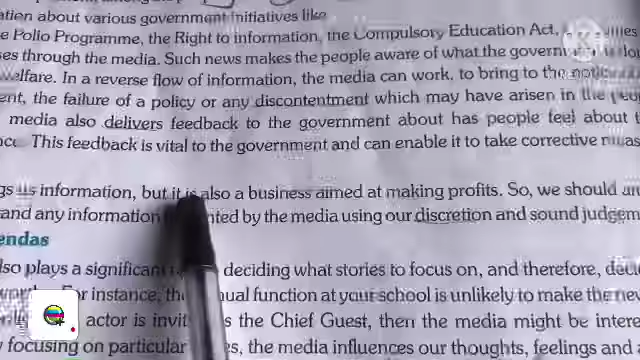 ation about various government initiatives like
e Polio Programme, the Right to information, the Compulsory Education Act,
es through the media. Such news makes the people aware of what the
welfare. In a reverse flow of information, the media can work, to bring to the
ent, the failure of a policy or any discontentment which may have arisen in the
media also delivers feedback to the government about has people feel about
This feedback is vital to the government and can enable it to take corrective
information, but it is also a business aimed at making profits. So, we should
and any information by the media using our discretion and sound
endas
lso plays a significant deciding what stories to focus on, and therefore,
For instance, function at your school is unlikely to make the
actor is the Chief Guest, then the media might be
focusing on particular the media influences our thoughts, feelings and